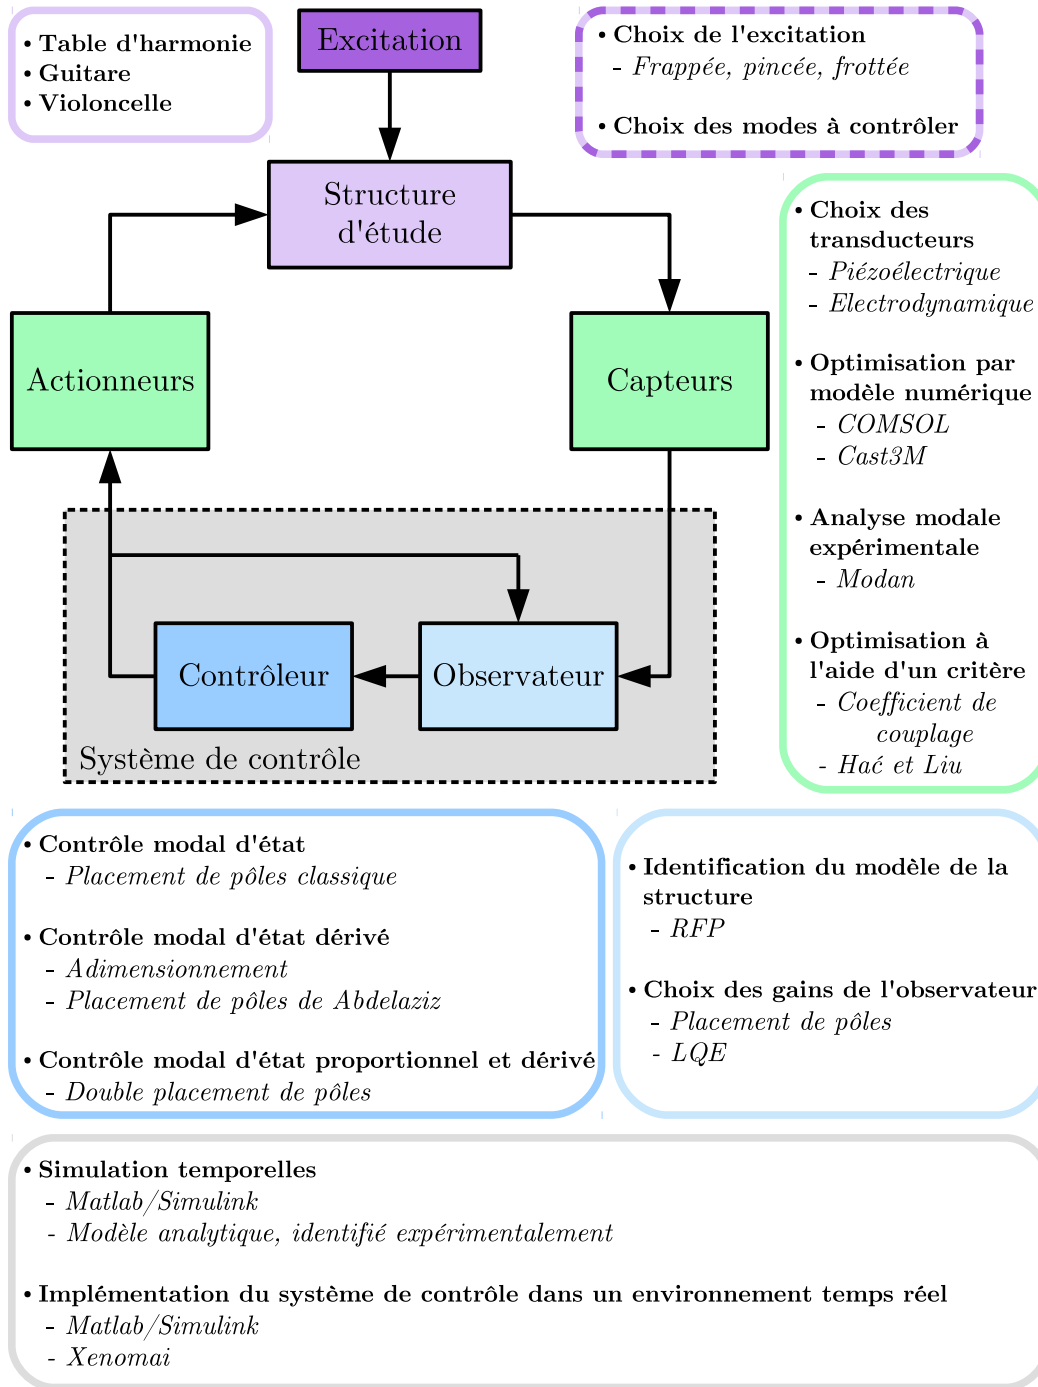 • Table d'harmonie
• Guitare
• Violoncelle
Excitation
• Choix de l'excitation
- Frappée, pincée, frottée
• Choix des modes à contrôler
Structure
d'étude
Actionneurs
Capteurs
• Choix des
transducteurs
- Piézoélectrique
- Electrodynamique
• Optimisation par
modèle numérique
- COMSOL
- Cast3M
• Analyse modale
expérimentale
- Modan
• Optimisation à
l'aide d'un critère
- Coefficient de
couplage
- Hać et Liu
Contrôleur
Observateur
Système de contrôle
• Contrôle modal d'état
- Placement de pôles classique
• Contrôle modal d'état dérivé
- Adimensionnement
- Placement de pôles de Abdelaziz
• Contrôle modal d'état proportionnel et dérivé
- Double placement de pôles
• Identification du modèle de la
structure
- RFP
• Choix des gains de l'observateur
- Placement de pôles
- LQE
• Simulation temporelles
- Matlab/Simulink
- Modèle analytique, identifié expérimentalement
• Implémentation du système de contrôle dans un environnement temps réel
- Matlab/Simulink
- Xenomai